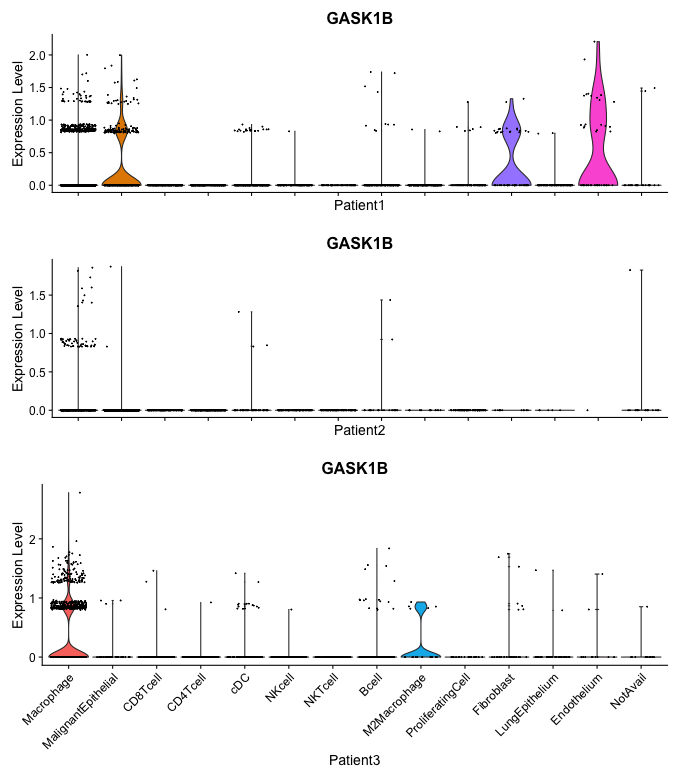 GASK1B
Expression Level
2.0
1.5
1.0
0.5
0.0
Patient1
GASK1B
Expression Level
1.5
1.0
0.5
0.0
Patient2
GASK1B
Expression Level
2
1
0
Macrophage
MalignantEpithelial
CD8Tcell
CD4Tcell
cDC
NKcell
NKTcell
Bcell
M2Macrophage
ProliferatingCell
Fibroblast
LungEpithelium
Endothelium
NotAvail
Patient3